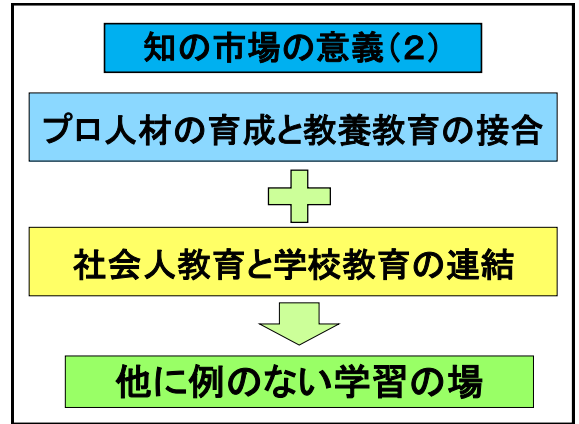 知の市場の意義(2)
プロ人材の育成と教養教育の接合
社会人教育と学校教育の連結
他に例のない学習の場